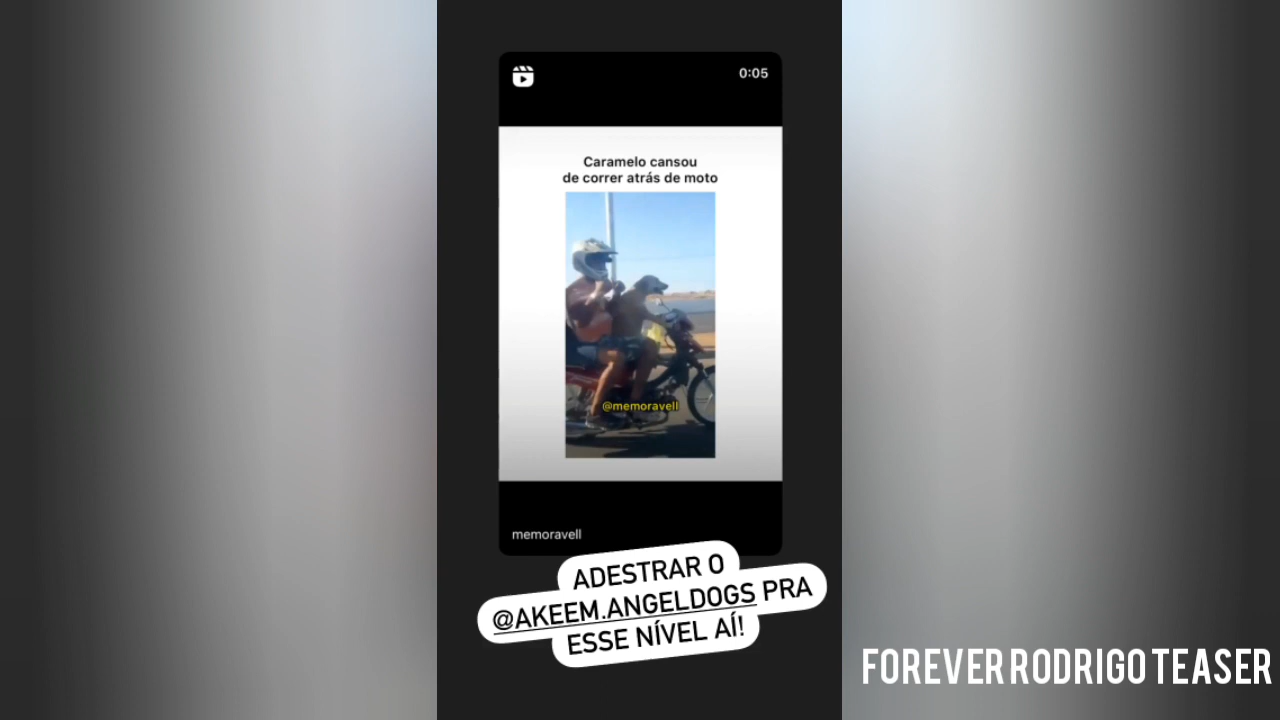 0:05
Caramelo cansou
de correr atrás de moto
@memoravell
memoravell
ADESTRAR O
@AKEEM.ANGELDOGS PRA
ESSE NÍVEL AÍ!
FOREVER RODRIGO TEASER